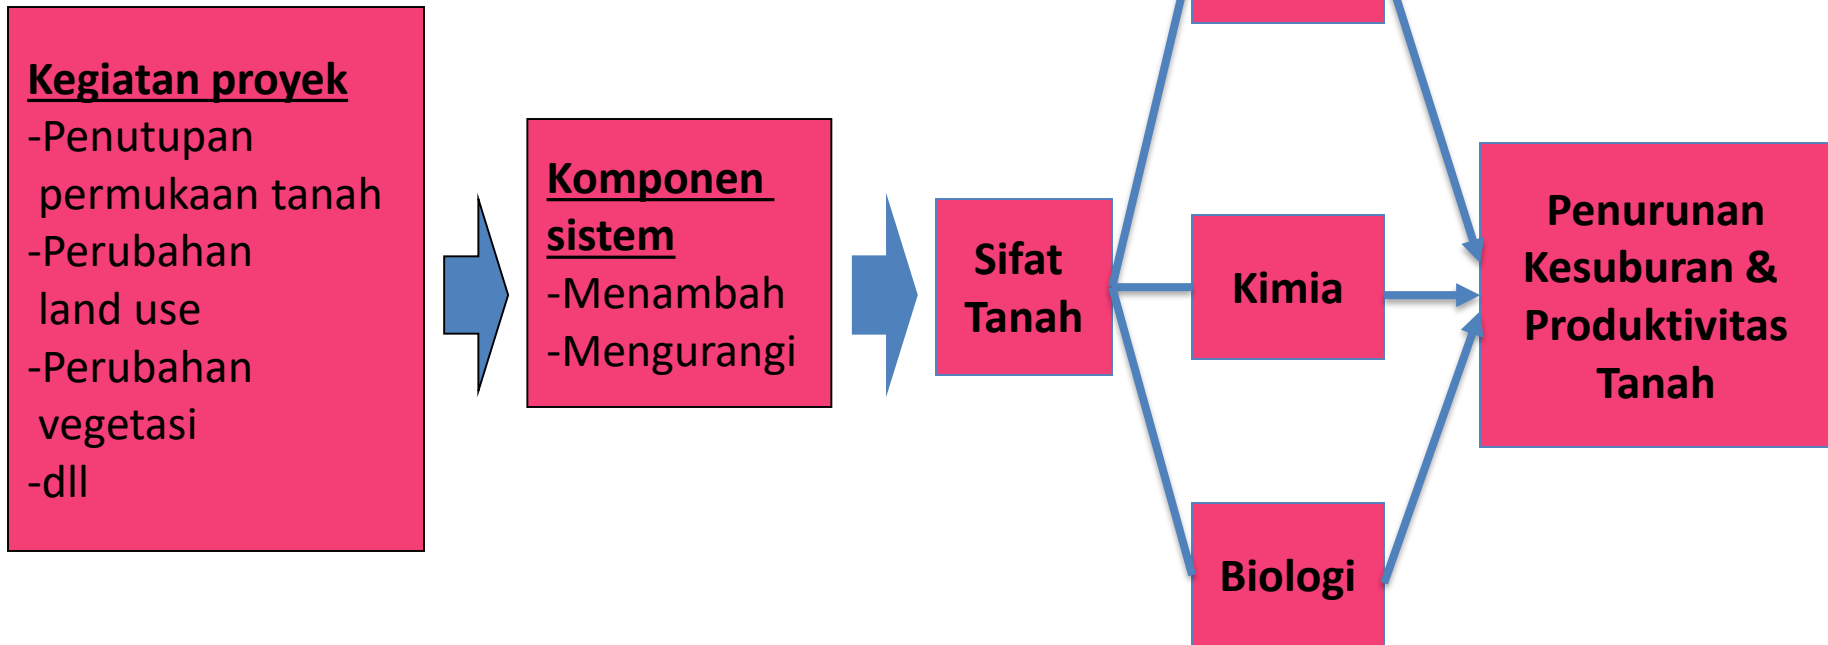 Kegiatan proyek
-Penutupan
permukaan tanah
-Perubahan
land use
-Perubahan
vegetasi
-dll
Komponen
sistem
-Menambah
-Mengurangi
Sifat
Tanah
Kimia
Biologi
Penurunan
Kesuburan &
Produktivitas
Tanah